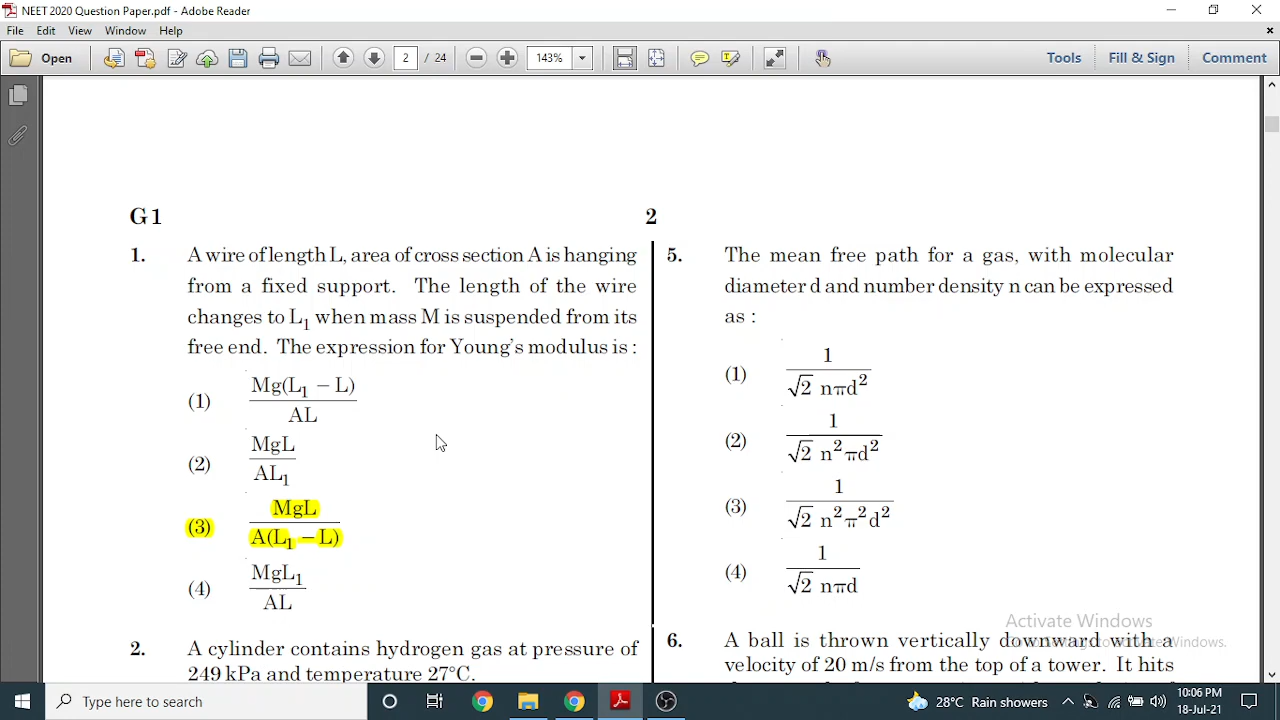 NEET 2020 Question Paper.pdf - Adobe Reader
File Edit View Window Help
Open 2 / 24 143% Tools Fill & Sign Comment
G1 2
1. A wire of length L, area of cross section A is hanging
from a fixed support. The length of the wire
changes to L₁ when mass M is suspended from its
free end. The expression for Young's modulus is :
(1) Mg(L₁ − L)
AL
(2) MgL
AL₁
(3) MgL
A(L₁ − L)
(4) MgL₁
AL
2. A cylinder contains hydrogen gas at pressure of
249 kPa and temperature 27°C.
5. The mean free path for a gas, with molecular
diameter d and number density n can be expressed
as :
(1) 1
√2 nπd²
(2) 1
√2 n²πd²
(3) 1
√2 n²π²d²
(4) 1
√2 nπd
6. A ball is thrown vertically downward with a
velocity of 20 m/s from the top of a tower. It hits
Activate Windows
Type here to search
28°C Rain showers
10:06 PM
18-Jul-21